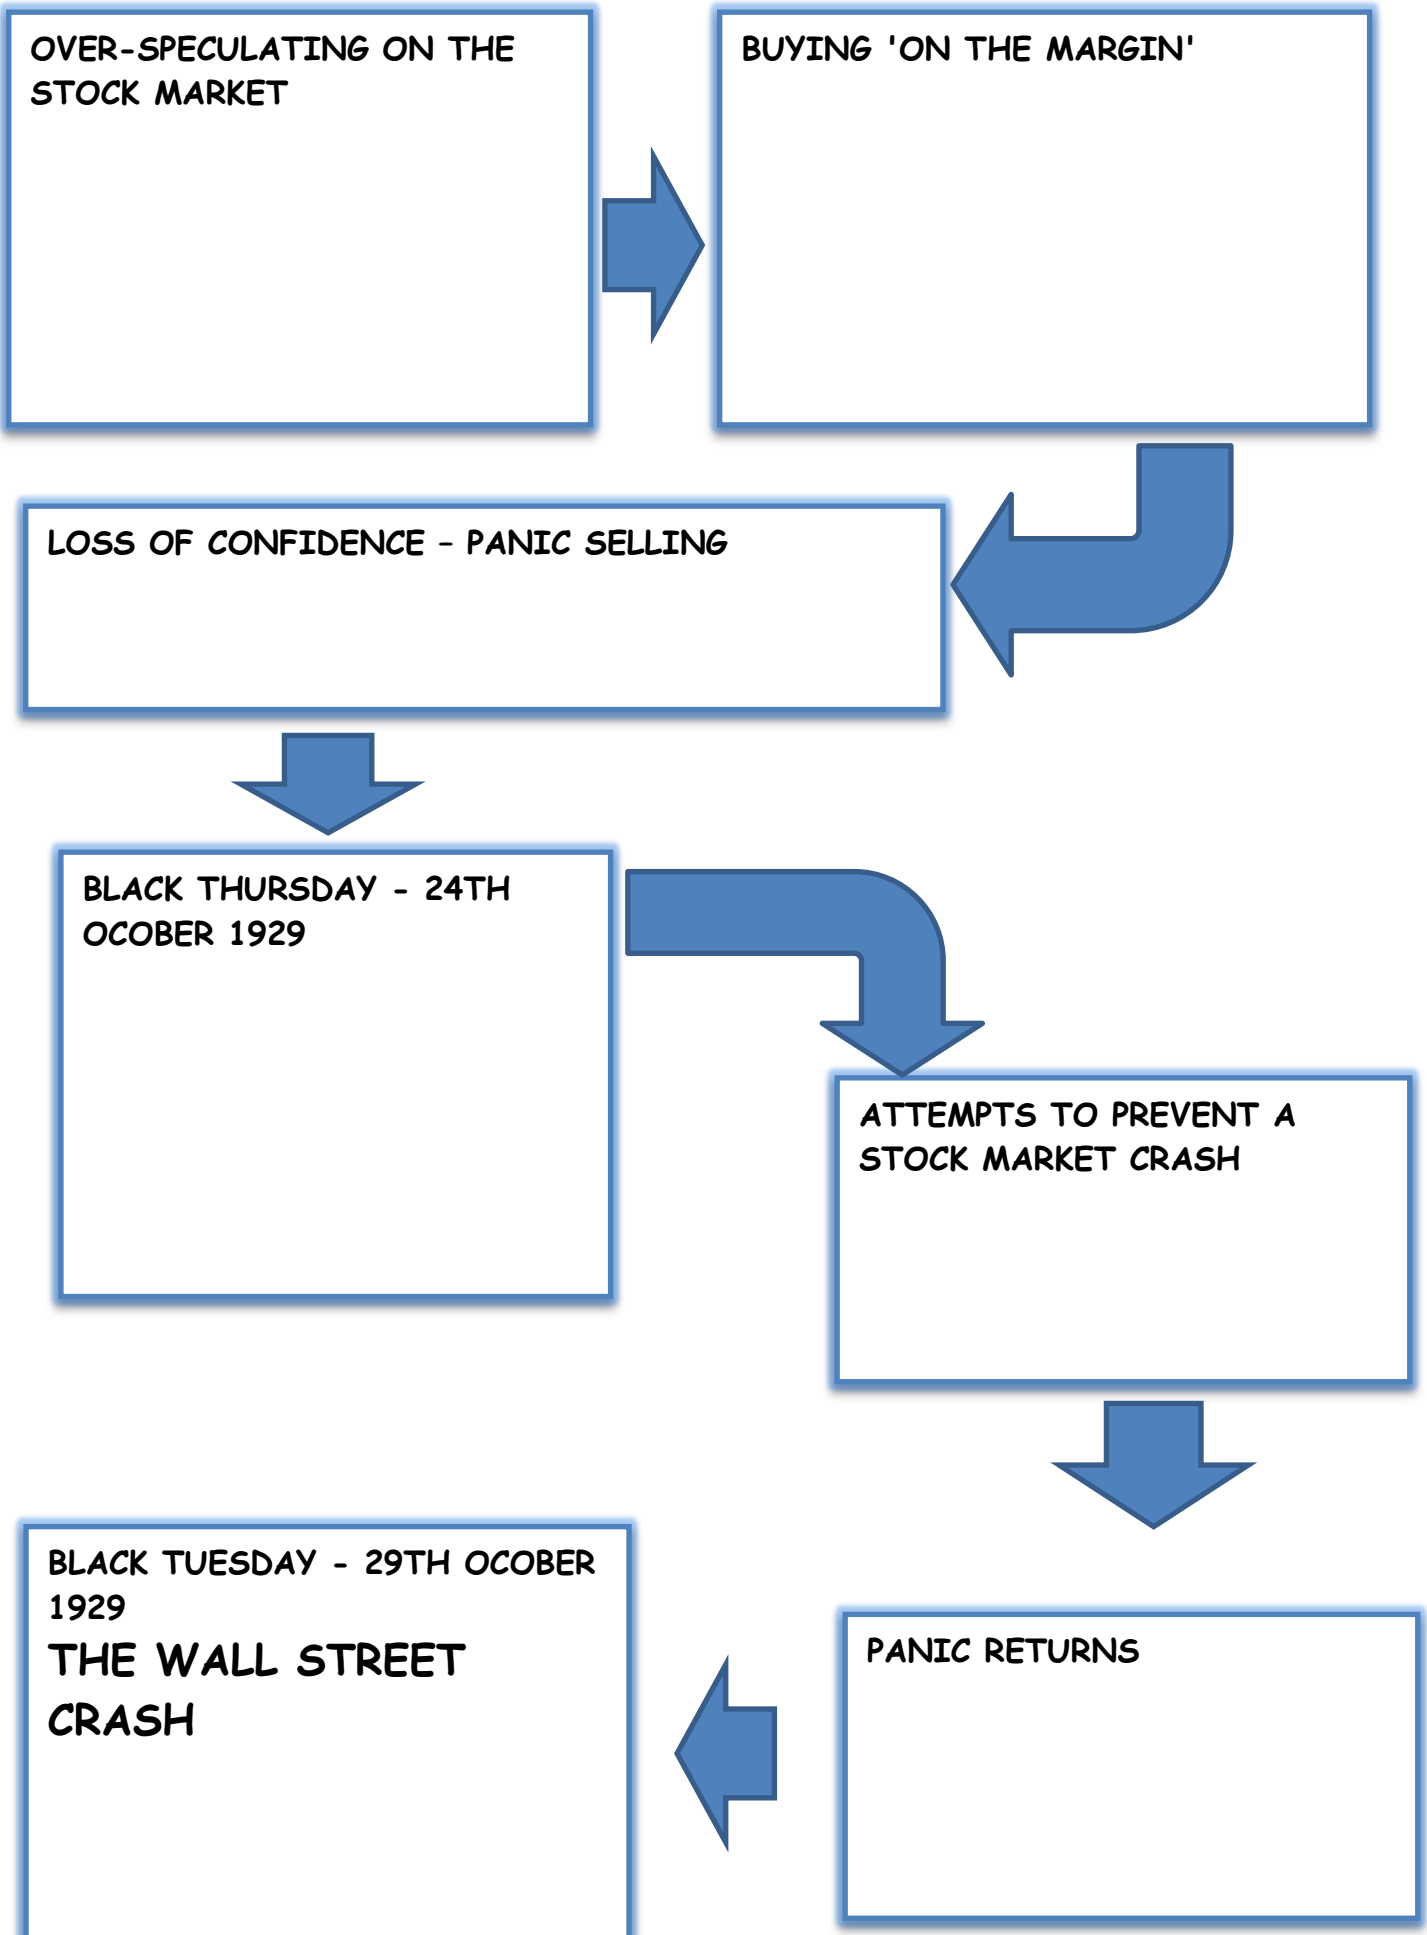 OVER-SPECULATING ON THE
STOCK MARKET
BUYING 'ON THE MARGIN'
LOSS OF CONFIDENCE – PANIC SELLING
BLACK THURSDAY - 24TH
OCOBER 1929
ATTEMPTS TO PREVENT A
STOCK MARKET CRASH
PANIC RETURNS
BLACK TUESDAY - 29TH OCOBER
1929
THE WALL STREET
CRASH